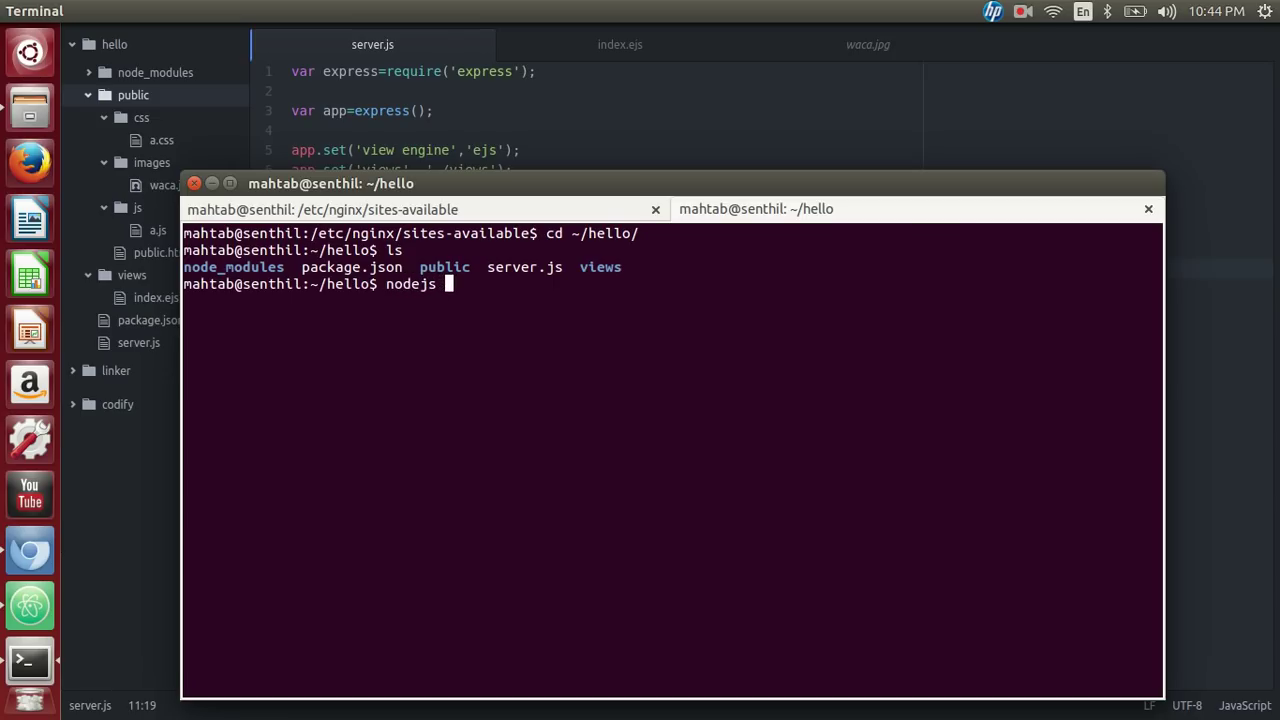 Terminal
hp
En
10:44 PM
hello
node_modules
public
css
a.css
images
waca.
js
a.js
public.h
views
index.ejs
package.json
server.js
linker
codify
a
You
Tube
>_
server.js
index.ejs
waca.jpg
1 var express=require('express');
2
3 var app=express();
4
5 app.set('view engine','ejs');
mahtab@senthil: ~/hello
mahtab@senthil: /etc/nginx/sites-available
mahtab@senthil: ~/hello
mahtab@senthil:/etc/nginx/sites-available$ cd ~/hello/
mahtab@senthil:~/hello$ ls
node_modules package.json public server.js views
mahtab@senthil:~/hello$ nodejs
server.js 11:19
LF UTF-8 JavaScript